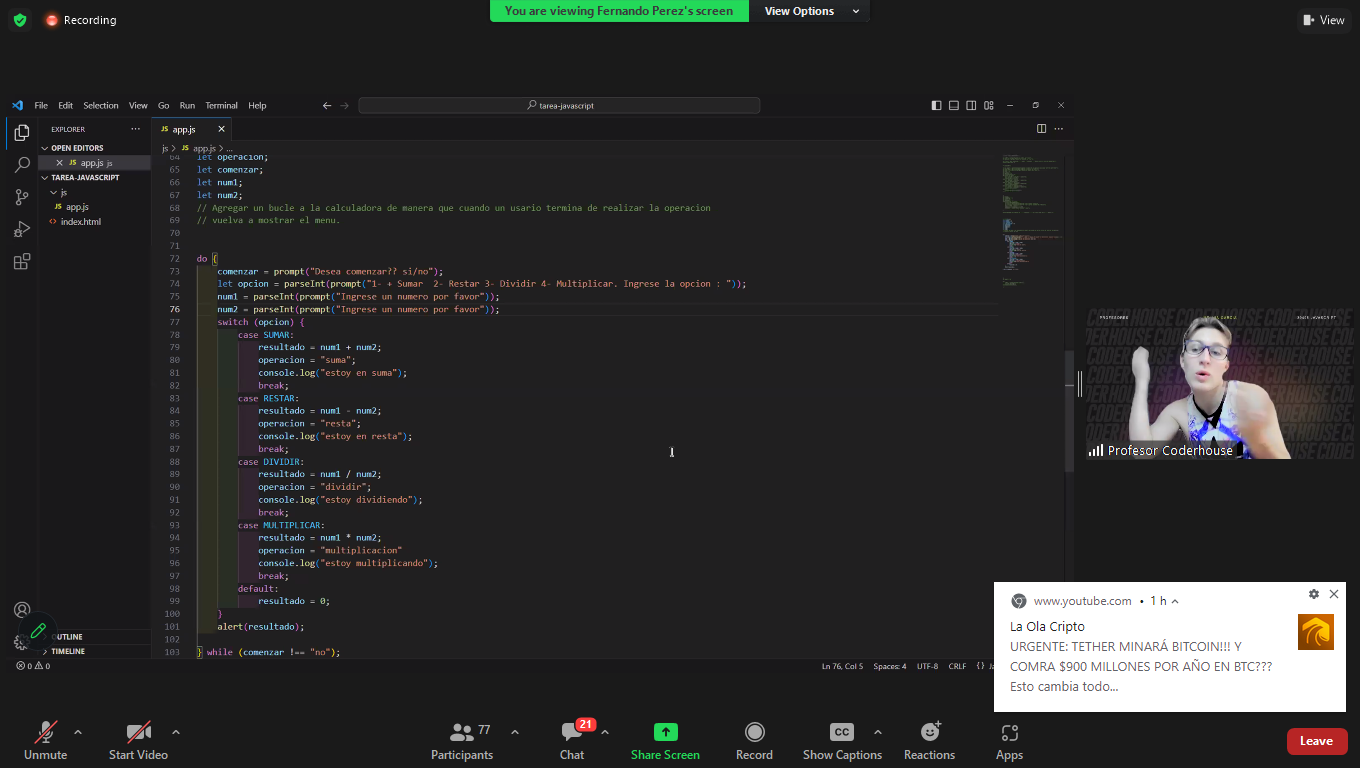 Recording
You are viewing Fernando Perez's screen
View Options
View
File Edit Selection View Go Run Terminal Help
tarea-javascript
EXPLORER
OPEN EDITORS
JS app.js js
TAREA-JAVASCRIPT
js
JS app.js
index.html
OUTLINE
TIMELINE
JS app.js
js > JS app.js > ...
64 let operacion;
65 let comenzar;
66 let num1;
67 let num2;
68 // Agregar un bucle a la calculadora de manera que cuando un usario termina de realizar la operacion
69 // vuelva a mostrar el menu.
70
71
72 do {
73 comenzar = prompt("Desea comenzar?? si/no");
74 let opcion = parseInt(prompt("1- + Sumar  2- Restar 3- Dividir 4- Multiplicar. Ingrese la opcion : "));
75 num1 = parseInt(prompt("Ingrese un numero por favor"));
76 num2 = parseInt(prompt("Ingrese un numero por favor"));
77 switch (opcion) {
78 case SUMAR:
79 resultado = num1 + num2;
80 operacion = "suma";
81 console.log("estoy en suma");
82 break;
83 case RESTAR:
84 resultado = num1 - num2;
85 operacion = "resta";
86 console.log("estoy en resta");
87 break;
88 case DIVIDIR:
89 resultado = num1 / num2;
90 operacion = "dividir";
91 console.log("estoy dividiendo");
92 break;
93 case MULTIPLICAR:
94 resultado = num1 * num2;
95 operacion = "multiplicacion"
96 console.log("estoy multiplicando");
97 break;
98 default:
99 resultado = 0;
100 }
101 alert(resultado);
102
103 } while (comenzar !== "no");
0 0
Ln 76, Col 5 Spaces: 4 UTF-8 CRLF {}
CODERHOUSE
Profesor Coderhouse
www.youtube.com • 1 h
La Ola Cripto
URGENTE: TETHER MINARÁ BITCOIN!!! Y
COMPRA $900 MILLONES POR AÑO EN BTC???
Esto cambia todo...
Unmute
Start Video
Participants 77
Chat 21
Share Screen
Record
CC Show Captions
Reactions
Apps
Leave